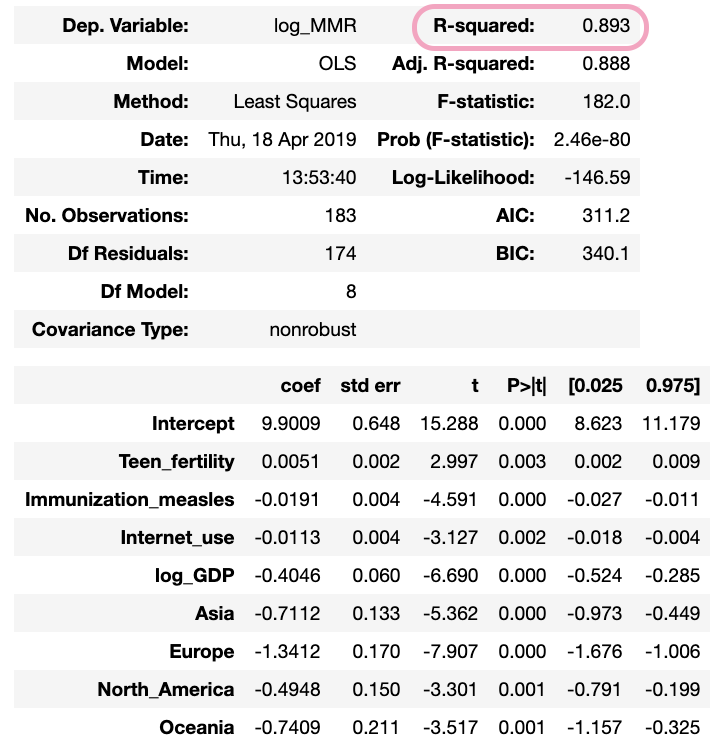 Dep. Variable: log_MMR R-squared: 0.893
Model: OLS Adj. R-squared: 0.888
Method: Least Squares F-statistic: 182.0
Date: Thu, 18 Apr 2019 Prob (F-statistic): 2.46e-80
Time: 13:53:40 Log-Likelihood: -146.59
No. Observations: 183 AIC: 311.2
Df Residuals: 174 BIC: 340.1
Df Model: 8
Covariance Type: nonrobust
coef std err t P>|t| [0.025 0.975]
Intercept 9.9009 0.648 15.288 0.000 8.623 11.179
Teen_fertility 0.0051 0.002 2.997 0.003 0.002 0.009
Immunization_measles -0.0191 0.004 -4.591 0.000 -0.027 -0.011
Internet_use -0.0113 0.004 -3.127 0.002 -0.018 -0.004
log_GDP -0.4046 0.060 -6.690 0.000 -0.524 -0.285
Asia -0.7112 0.133 -5.362 0.000 -0.973 -0.449
Europe -1.3412 0.170 -7.907 0.000 -1.676 -1.006
North_America -0.4948 0.150 -3.301 0.001 -0.791 -0.199
Oceania -0.7409 0.211 -3.517 0.001 -1.157 -0.325